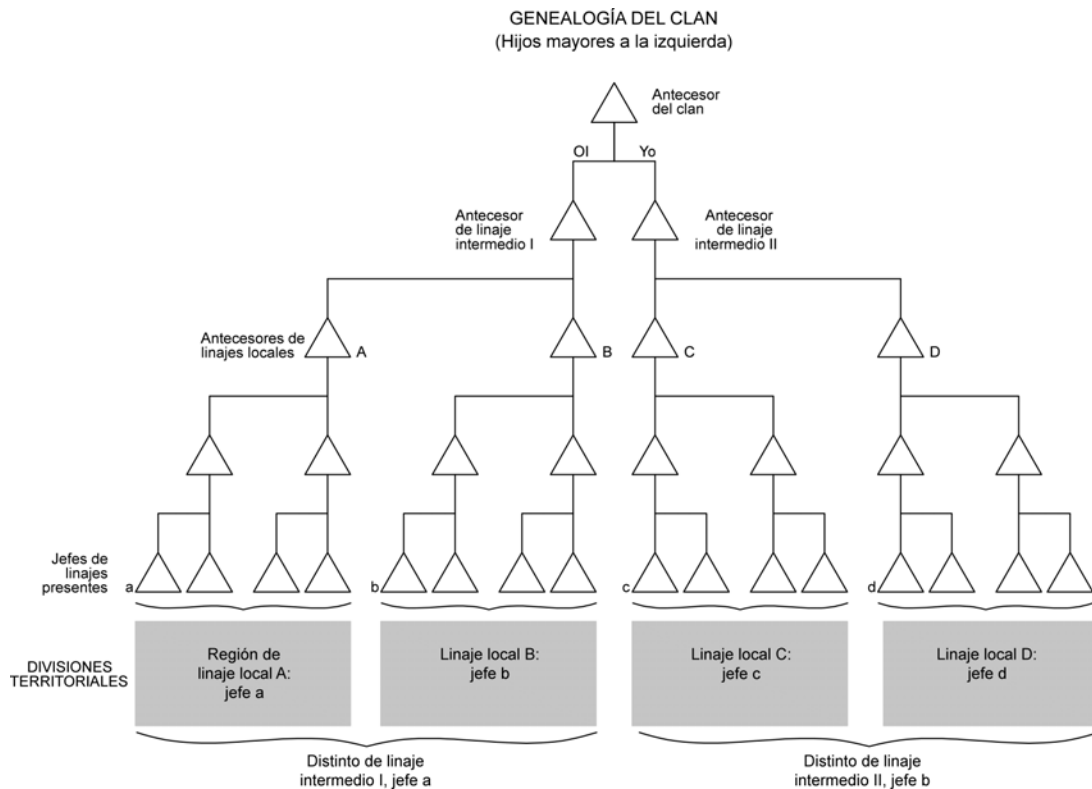 GENEALOGÍA DEL CLAN
(Hijos mayores a la izquierda)
Antecesor
del clan
Ol
Yo
Antecesor
de linaje
intermedio I
Antecesor
de linaje
intermedio II
Antecesores de
linajes locales
A
B
C
D
Jefes de
linajes
presentes
a
b
c
d
DIVISIONES
TERRITORIALES
Región de
linaje local A:
jefe a
Linaje local B:
jefe b
Linaje local C:
jefe c
Linaje local D:
jefe d
Distinto de linaje
intermedio I, jefe a
Distinto de linaje
intermedio II, jefe b